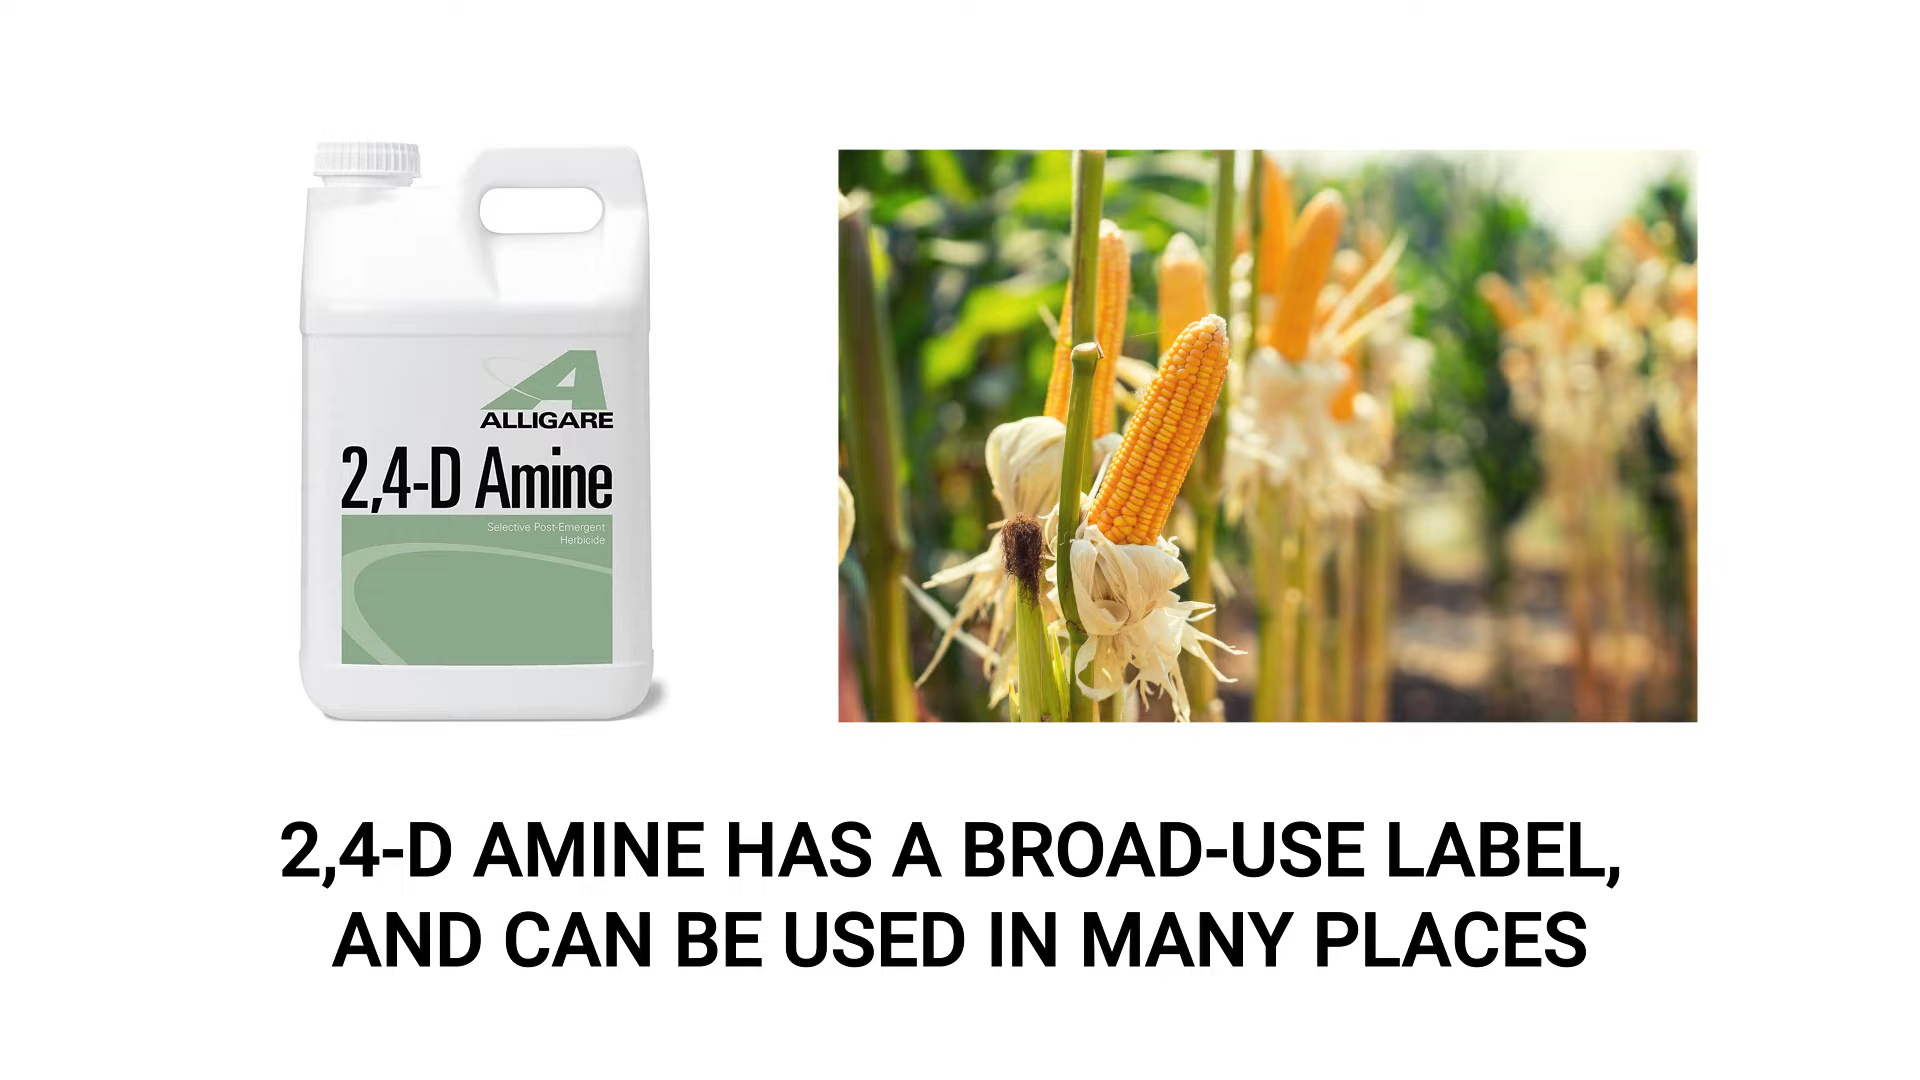 ALLIGARE
2,4-D Amine
Selective Post-Emergent
Herbicide
2,4-D AMINE HAS A BROAD-USE LABEL,
AND CAN BE USED IN MANY PLACES